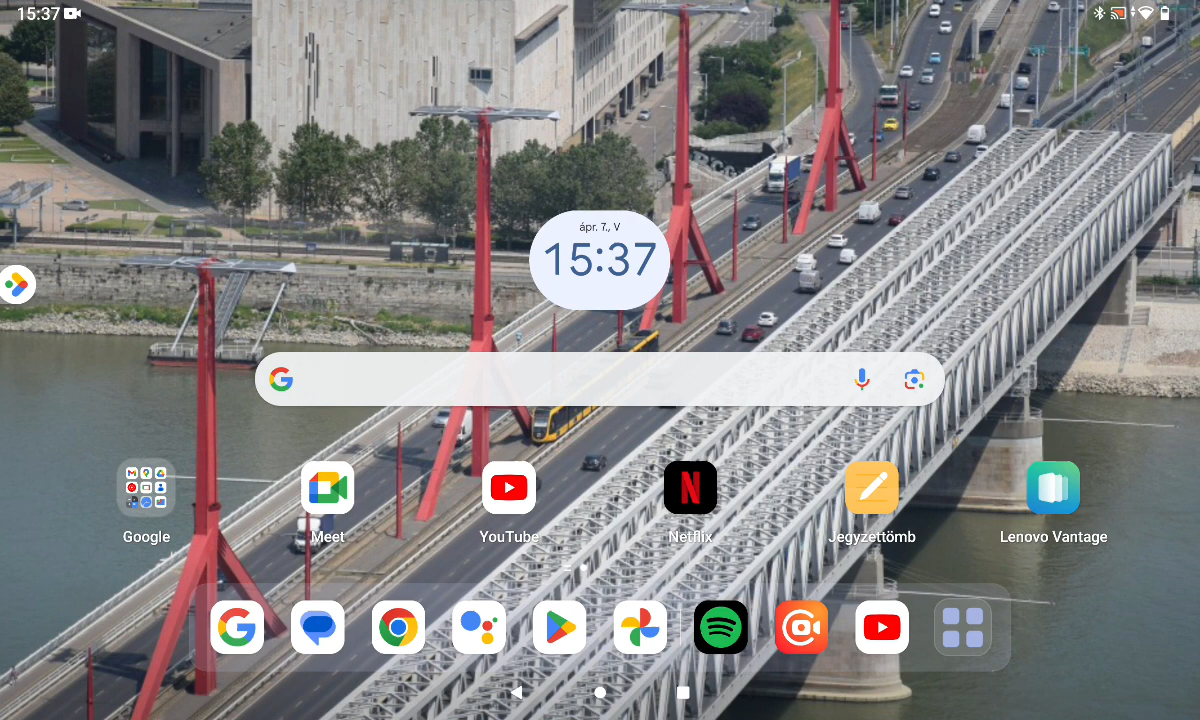 15:37
ápr. 7., V
15:37
Google
Meet
YouTube
Netflix
Jegyzettömb
Lenovo Vantage